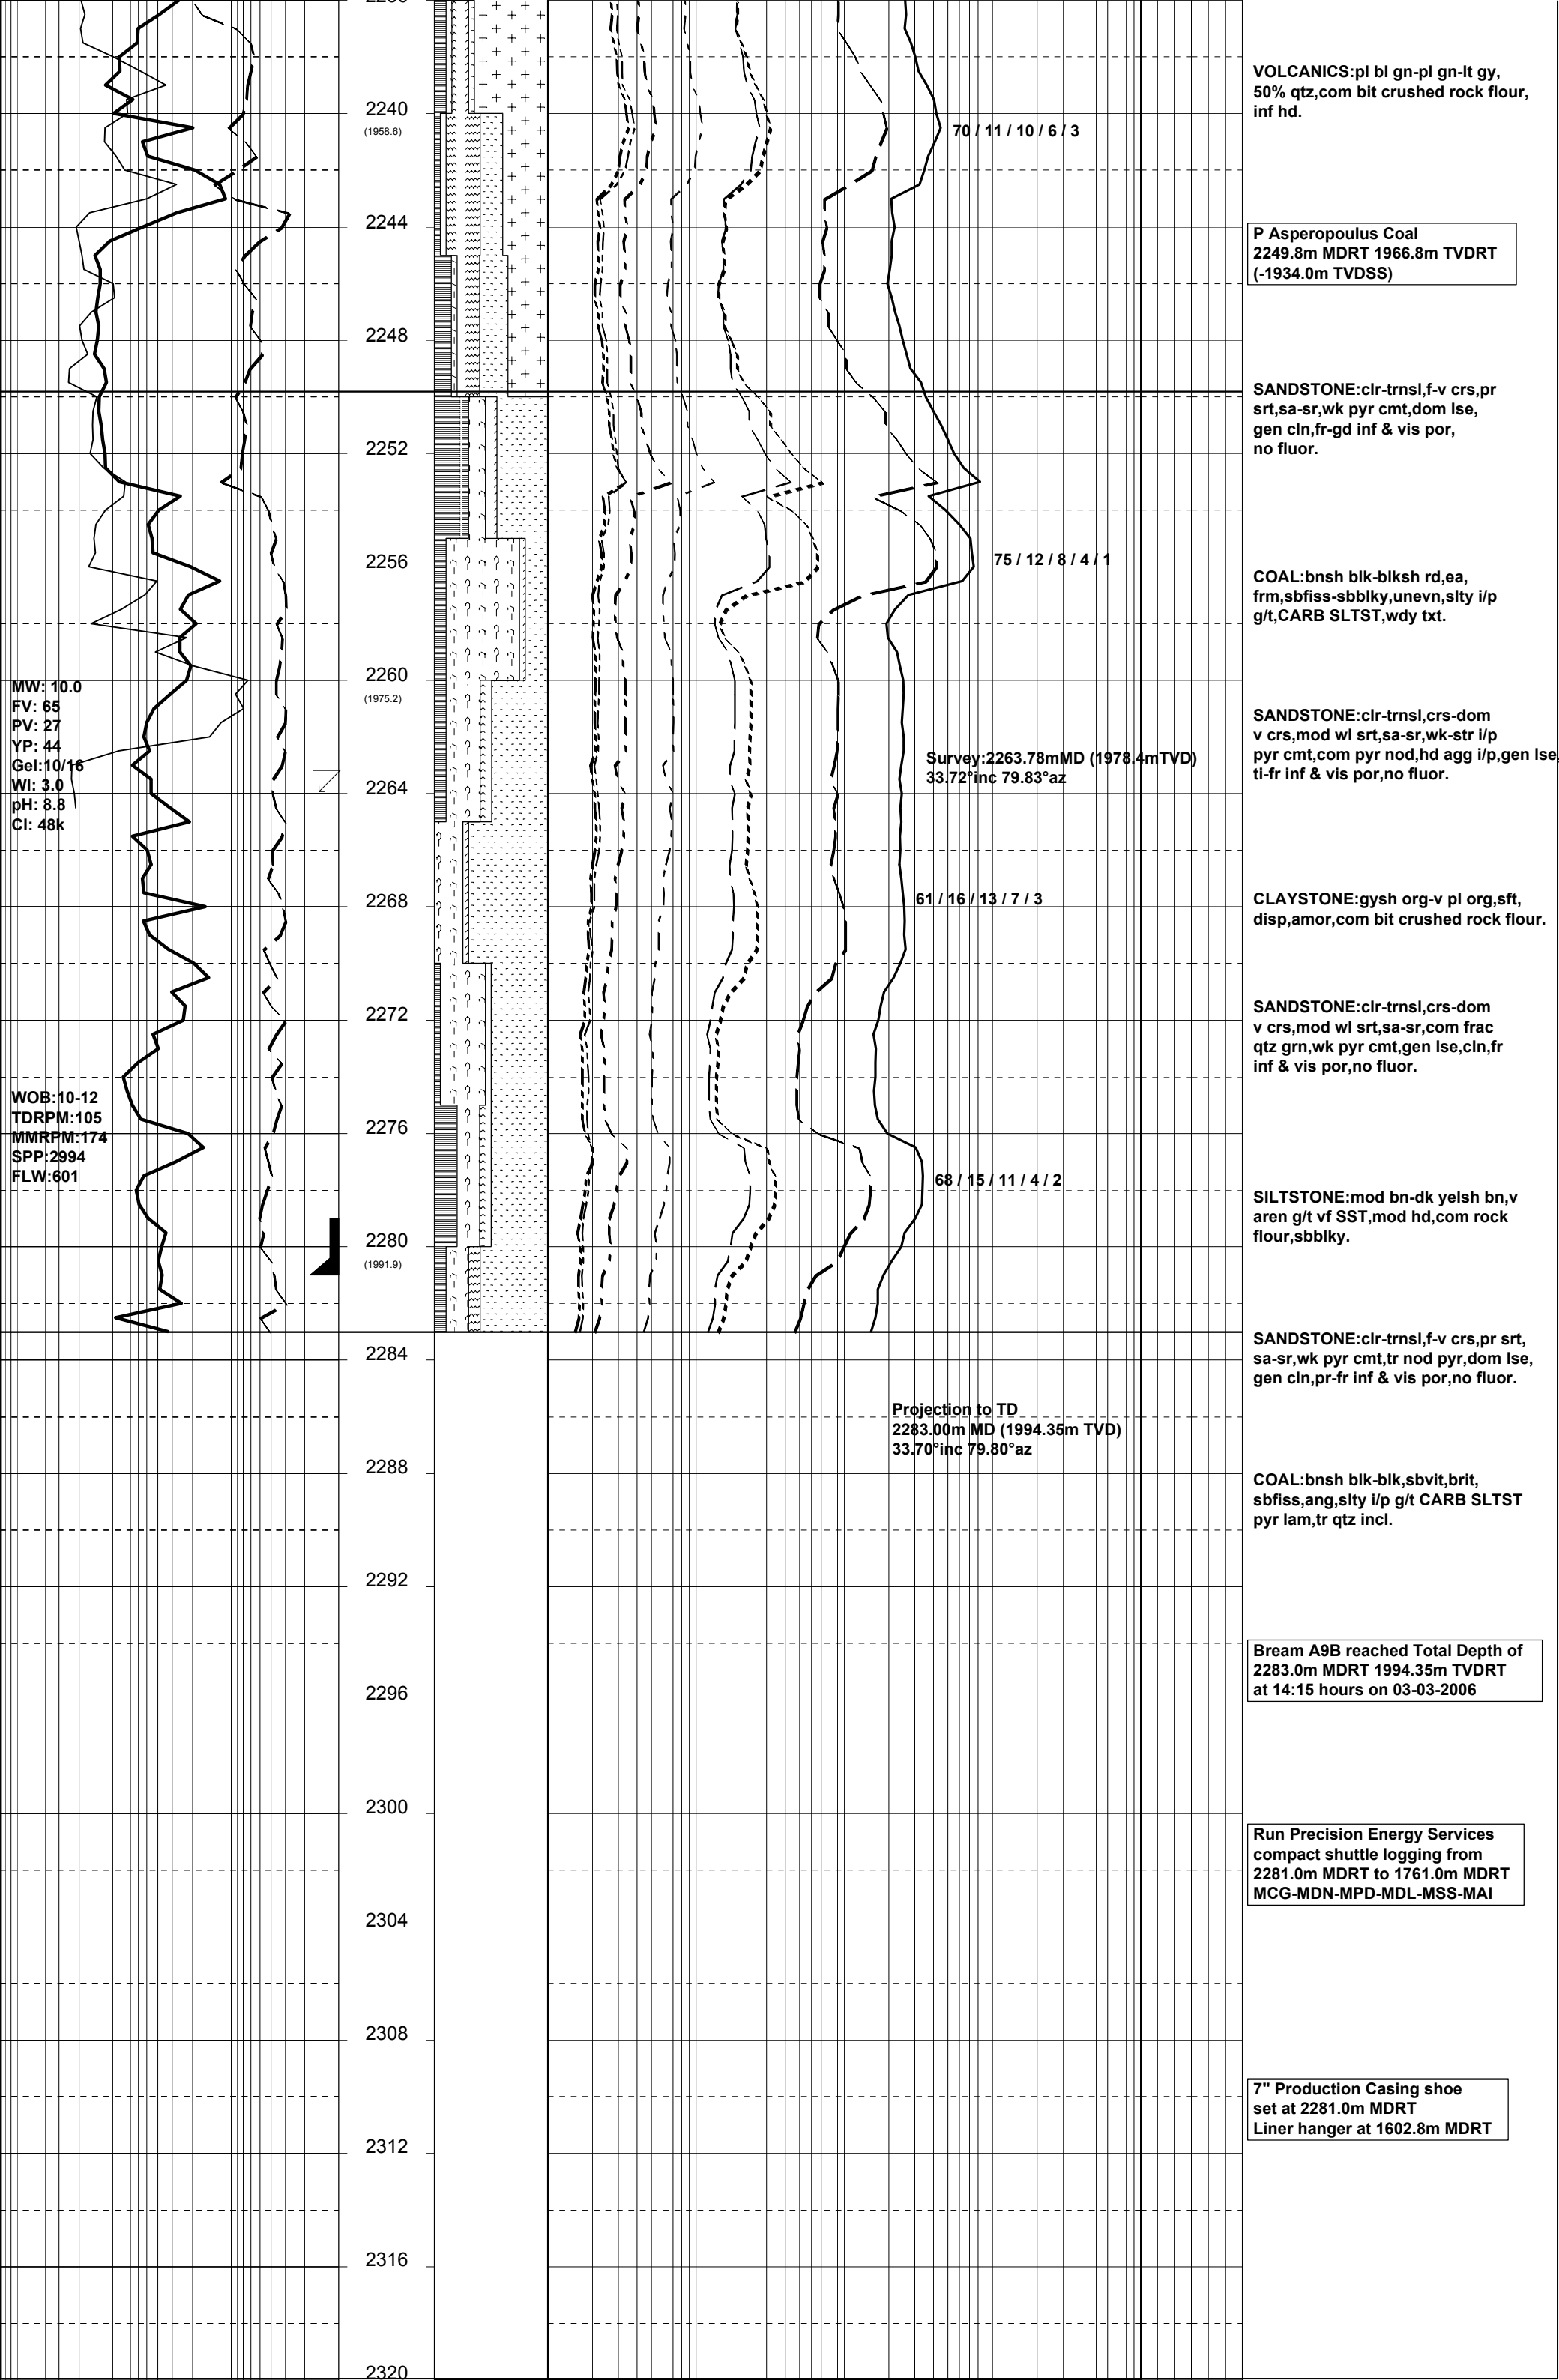 2240
(1958.6)
2244
2248
2252
2256
2260
(1975.2)
2264
2268
2272
2276
2280
(1991.9)
2284
2288
2292
2296
2300
2304
2308
2312
2316
2320
MW: 10.0
FV: 65
PV: 27
YP: 44
Gel:10/16
Wl: 3.0
pH: 8.8
Cl: 48k
WOB:10-12
TDRPM:105
MMRPM:174
SPP:2994
FLW:601
70 / 11 / 10 / 6 / 3
75 / 12 / 8 / 4 / 1
Survey:2263.78mMD (1978.4mTVD)
33.72°inc 79.83°az
61 / 16 / 13 / 7 / 3
68 / 15 / 11 / 4 / 2
Projection to TD
2283.00m MD (1994.35m TVD)
33.70°inc 79.80°az
VOLCANICS:pl bl gn-pl gn-lt gy,
50% qtz,com bit crushed rock flour,
inf hd.
P Asperopoulus Coal
2249.8m MDRT 1966.8m TVDRT
(-1934.0m TVDSS)
SANDSTONE:clr-trnsl,f-v crs,pr
srt,sa-sr,wk pyr cmt,dom lse,
gen cln,fr-gd inf & vis por,
no fluor.
COAL:bnsh blk-blksh rd,ea,
frm,sbfiss-sbblky,unevn,slty i/p
g/t,CARB SLTST,wdy txt.
SANDSTONE:clr-trnsl,crs-dom
v crs,mod wl srt,sa-sr,wk-str i/p
pyr cmt,com pyr nod,hd agg i/p,gen lse,
ti-fr inf & vis por,no fluor.
CLAYSTONE:gysh org-v pl org,sft,
disp,amor,com bit crushed rock flour.
SANDSTONE:clr-trnsl,crs-dom
v crs,mod wl srt,sa-sr,com frac
qtz grn,wk pyr cmt,gen lse,cln,fr
inf & vis por,no fluor.
SILTSTONE:mod bn-dk yelsh bn,v
aren g/t vf SST,mod hd,com rock
flour,sbblky.
SANDSTONE:clr-trnsl,f-v crs,pr srt,
sa-sr,wk pyr cmt,tr nod pyr,dom lse,
gen cln,pr-fr inf & vis por,no fluor.
COAL:bnsh blk-blk,sbvit,brit,
sbfiss,ang,slty i/p g/t CARB SLTST
pyr lam,tr qtz incl.
Bream A9B reached Total Depth of
2283.0m MDRT 1994.35m TVDRT
at 14:15 hours on 03-03-2006
Run Precision Energy Services
compact shuttle logging from
2281.0m MDRT to 1761.0m MDRT
MCG-MDN-MPD-MDL-MSS-MAI
7" Production Casing shoe
set at 2281.0m MDRT
Liner hanger at 1602.8m MDRT